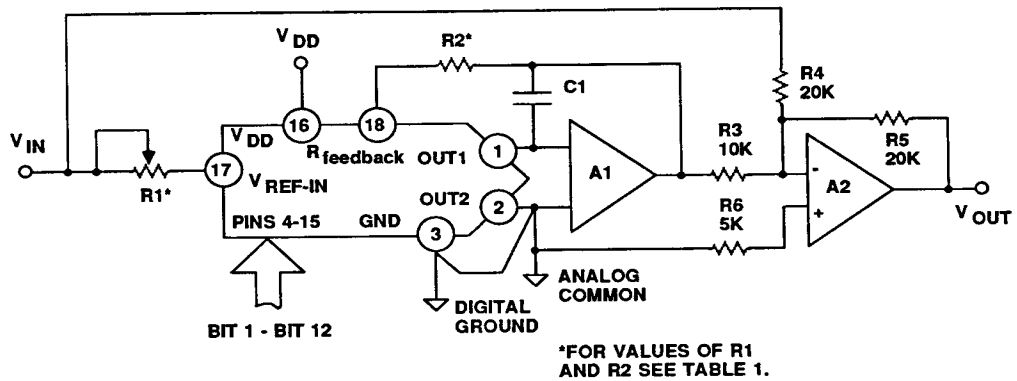 V DD
R2*
C1
R4
20K
V IN
V DD
16
18
R feedback
OUT1
1
A1
R3
10K
R5
20K
R1*
17
V REF-IN
OUT2
2
-
A2
+
R6
5K
V OUT
PINS 4-15
GND
3
ANALOG
COMMON
DIGITAL
GROUND
BIT 1 - BIT 12
*FOR VALUES OF R1
AND R2 SEE TABLE 1.